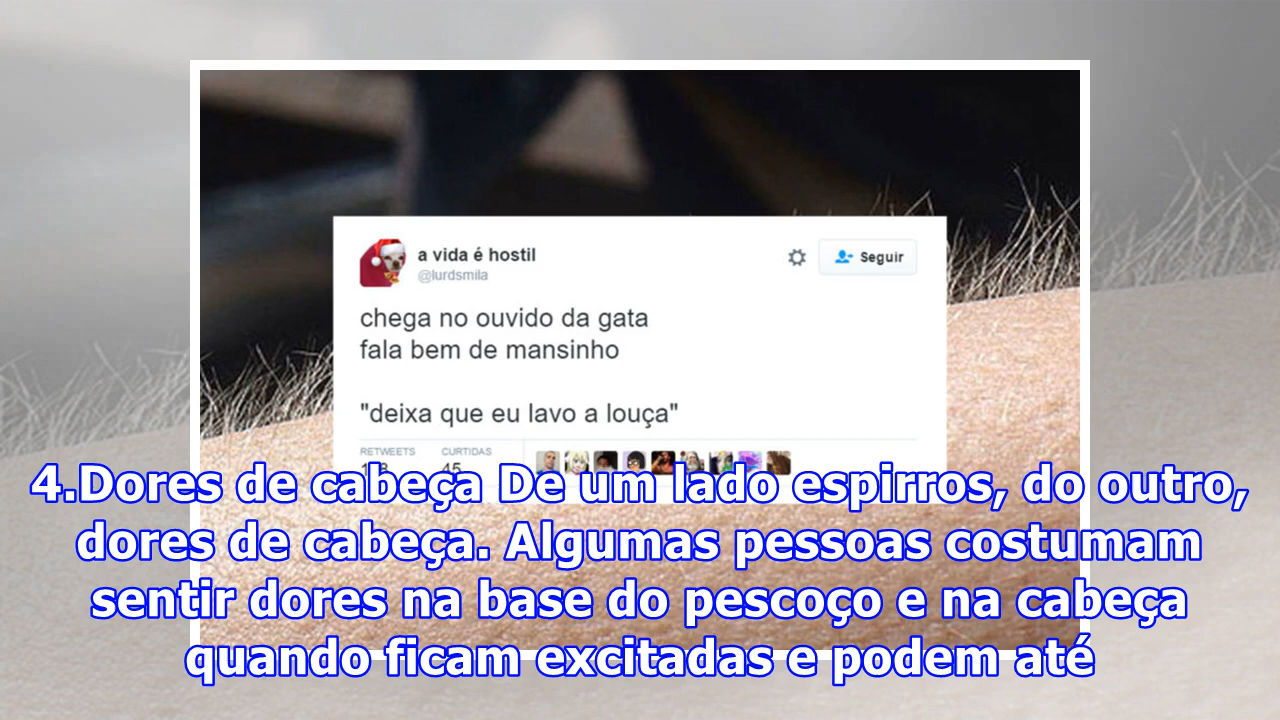 a vida é hostil
@lurdsmila
Seguir
chega no ouvido da gata
fala bem de mansinho
"deixa que eu lavo a louça"
RETWEETS CURTIDAS
45
4.Dores de cabeça De um lado espirros, do outro,
dores de cabeça. Algumas pessoas costumam
sentir dores na base do pescoço e na cabeça
quando ficam excitadas e podem até